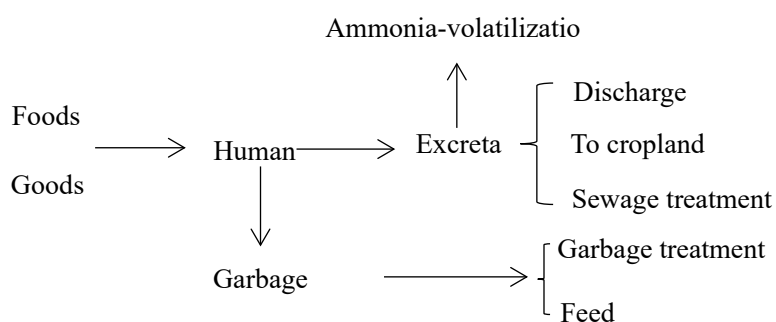 Ammonia-volatilizatio
Foods
Goods
Human
Excreta
Discharge
To cropland
Sewage treatment
Garbage
Garbage treatment
Feed